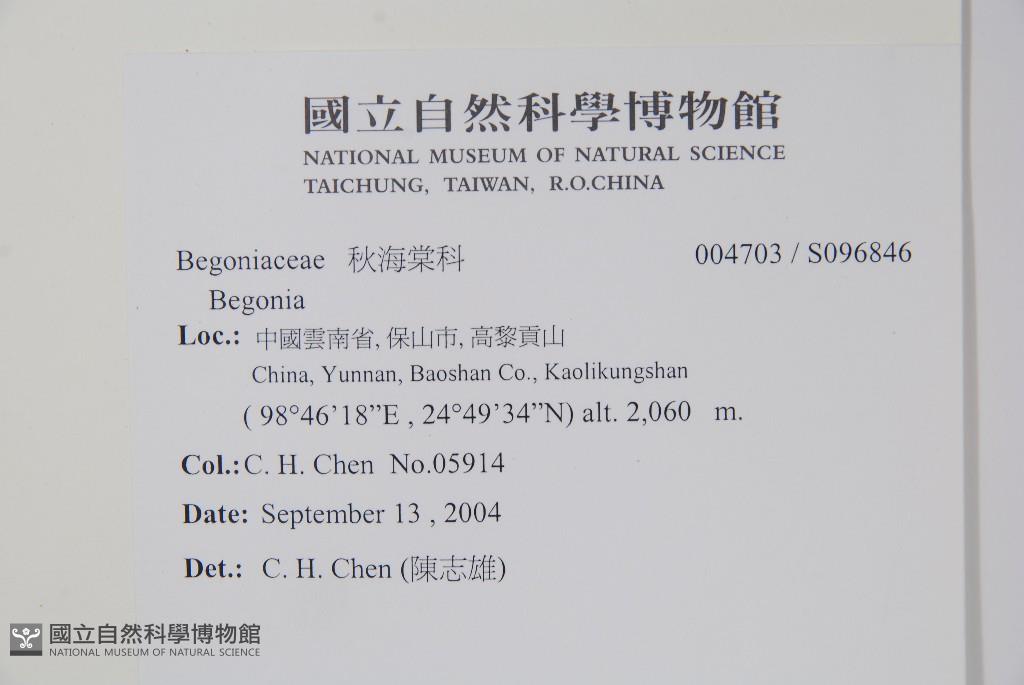 國立自然科學博物館
NATIONAL MUSEUM OF NATURAL SCIENCE
TAICHUNG, TAIWAN, R.O.CHINA
Begoniaceae 秋海棠科 004703 / S096846
Begonia
Loc.: 中國雲南省, 保山市, 高黎貢山
China, Yunnan, Baoshan Co., Kaolikungshan
( 98°46’18”E , 24°49’34”N) alt. 2,060 m.
Col.: C. H. Chen No.05914
Date: September 13 , 2004
Det.: C. H. Chen (陳志雄)
國立自然科學博物館
NATIONAL MUSEUM OF NATURAL SCIENCE